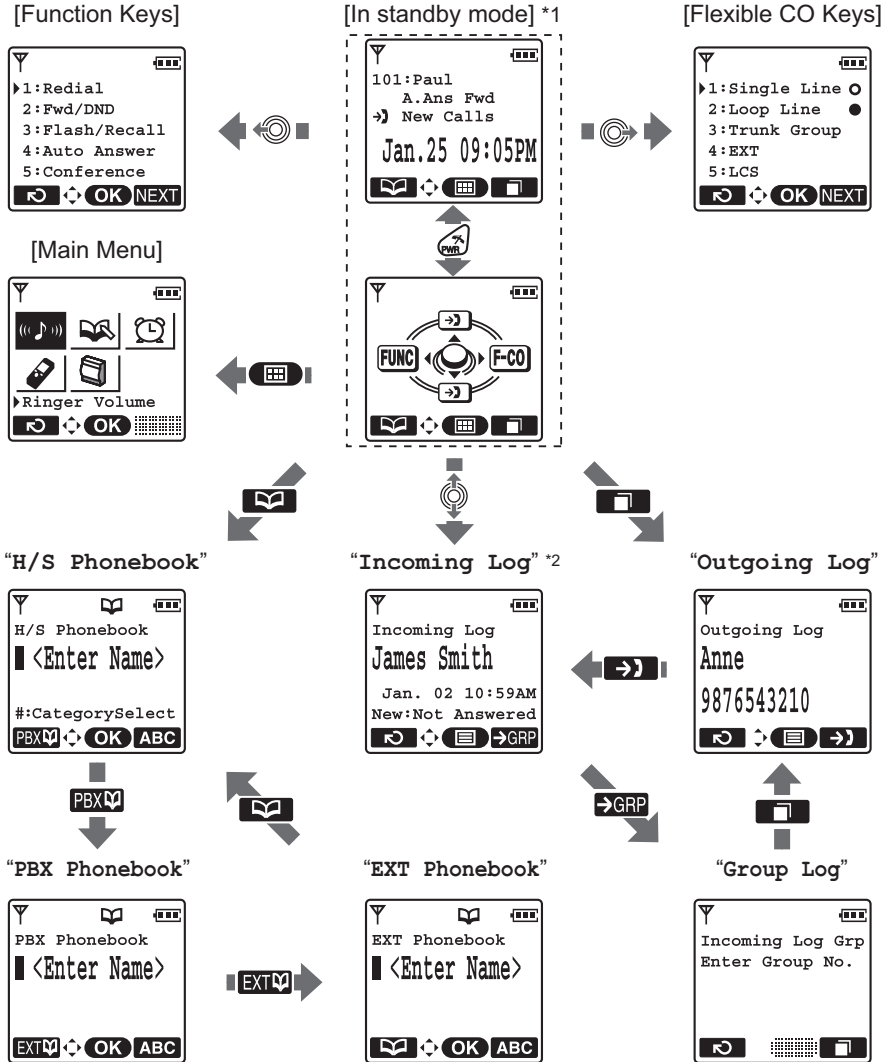 [Function Keys]
[In standby mode] *1
[Flexible CO Keys]
1:Redial
2:Fwd/DND
3:Flash/Recall
4:Auto Answer
5:Conference
OK NEXT
101:Paul
A.Ans Fwd
New Calls
Jan.25 09:05PM
1:Single Line
2:Loop Line
3:Trunk Group
4:EXT
5:LCS
OK NEXT
PWR
[Main Menu]
Ringer Volume
OK
FUNC
F-CO
“H/S Phonebook”
“Incoming Log” *2
“Outgoing Log”
H/S Phonebook
<Enter Name>
#:CategorySelect
PBX OK ABC
Incoming Log
James Smith
Jan. 02 10:59AM
New:Not Answered
GRP
Outgoing Log
Anne
9876543210
PBX
GRP
“PBX Phonebook”
“EXT Phonebook”
“Group Log”
PBX Phonebook
<Enter Name>
EXT OK ABC
EXT
EXT Phonebook
<Enter Name>
OK ABC
Incoming Log Grp
Enter Group No.